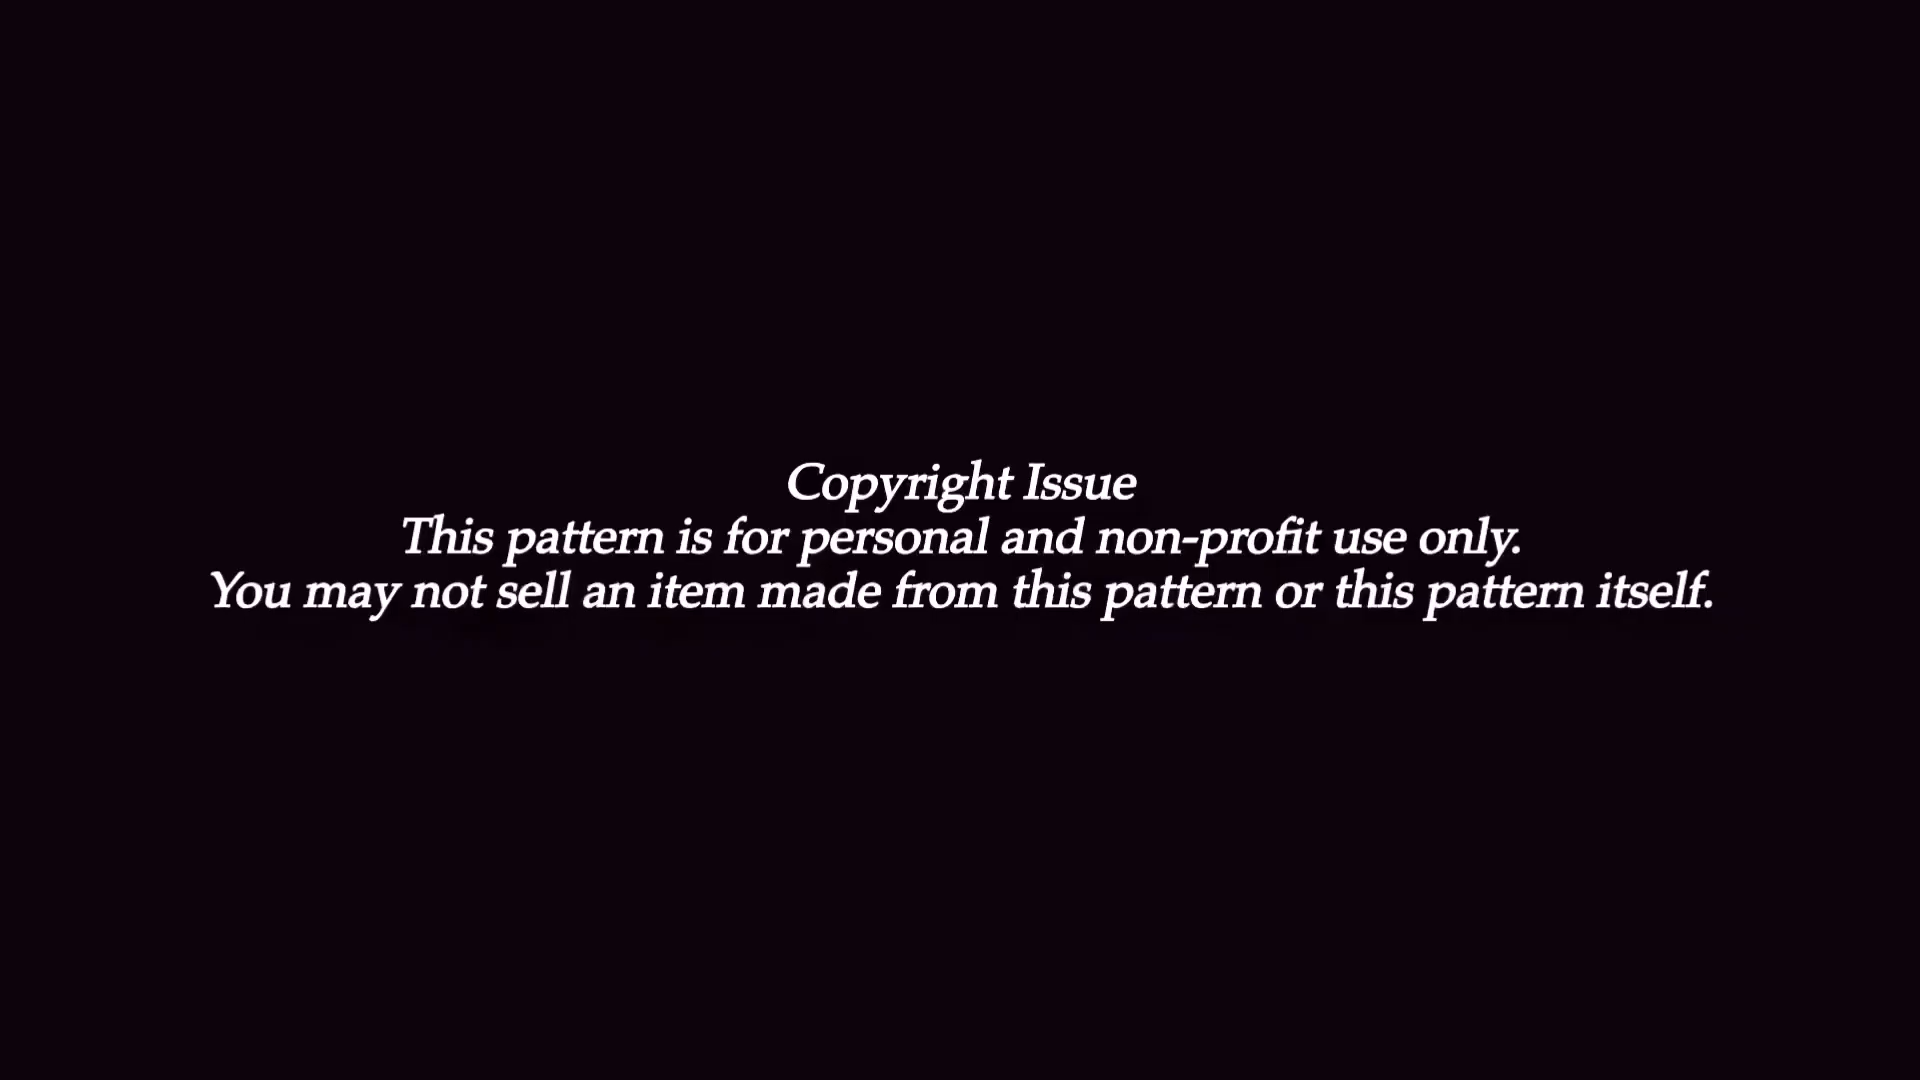 Copyright Issue
This pattern is for personal and non-profit use only.
You may not sell an item made from this pattern or this pattern itself.